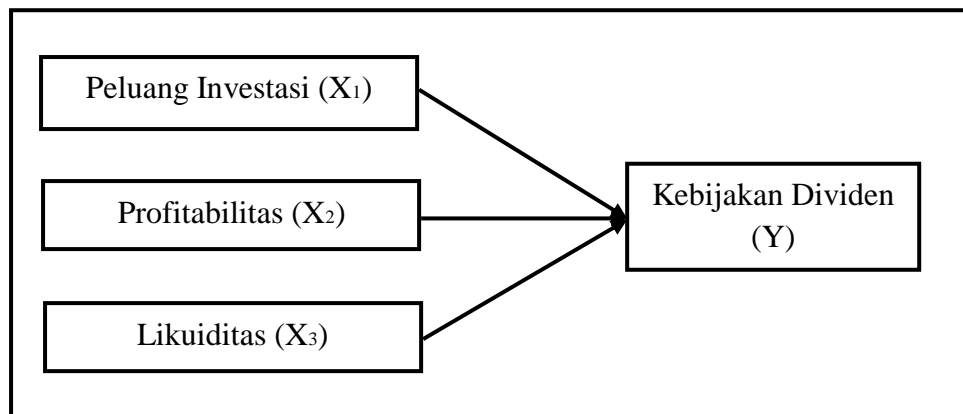 Peluang Investasi (X₁)
Profitabilitas (X₂)
Likuiditas (X₃)
Kebijakan Dividen
(Y)